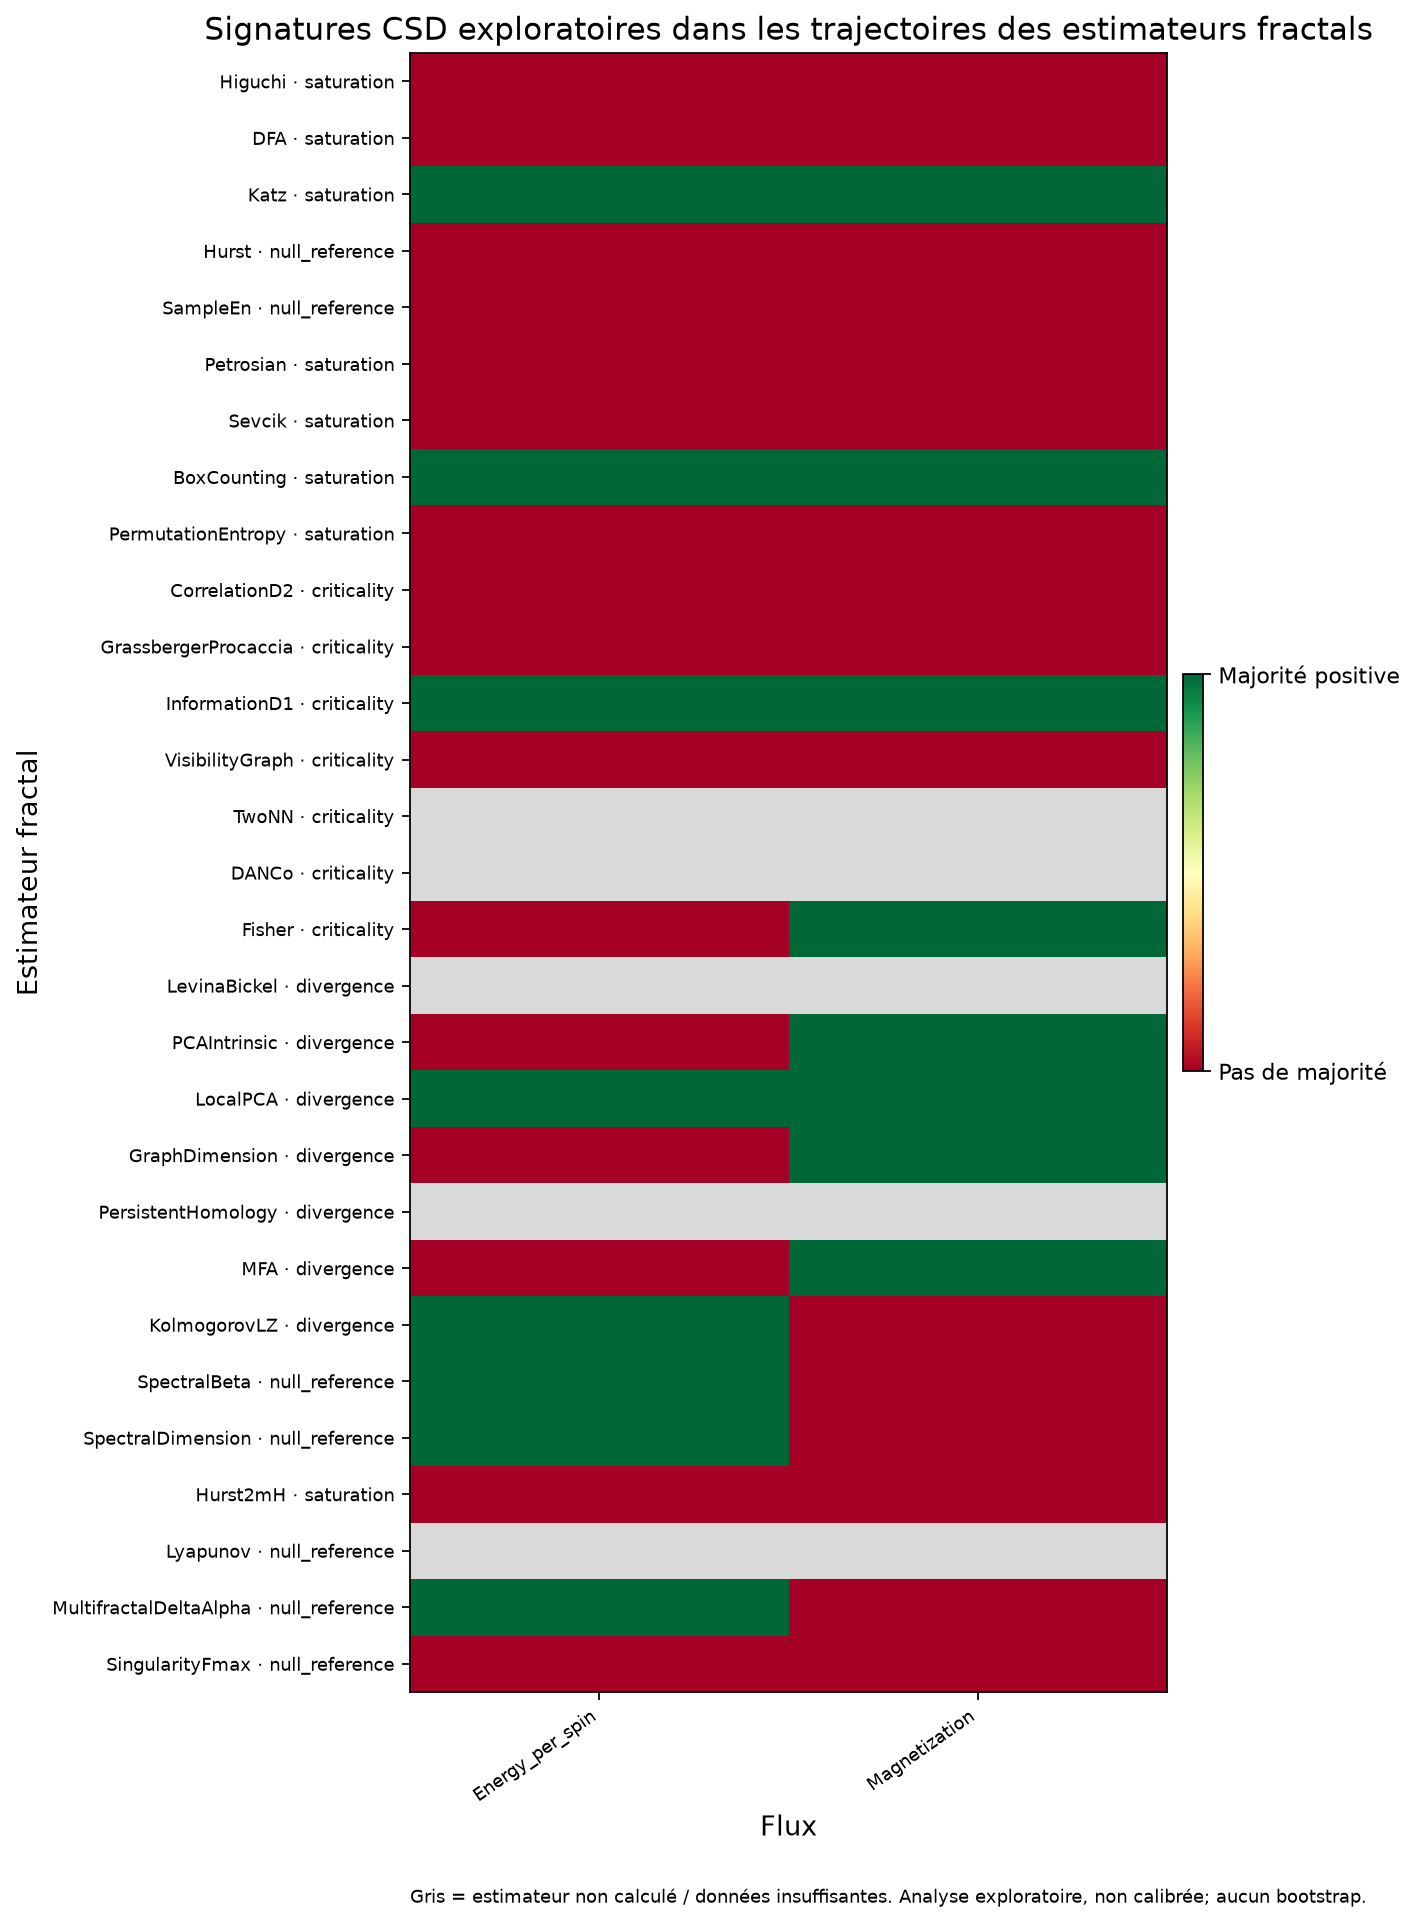 Signatures CSD exploratoires dans les trajectoires des estimateurs fractals
Estimateur fractal
Higuchi · saturation
DFA · saturation
Katz · saturation
Hurst · null_reference
SampleEn · null_reference
Petrosian · saturation
Sevcik · saturation
BoxCounting · saturation
PermutationEntropy · saturation
CorrelationD2 · criticality
GrassbergerProcaccia · criticality
InformationD1 · criticality
VisibilityGraph · criticality
TwoNN · criticality
DANCo · criticality
Fisher · criticality
LevinaBickel · divergence
PCAIntrinsic · divergence
LocalPCA · divergence
GraphDimension · divergence
PersistentHomology · divergence
MFA · divergence
KolmogorovLZ · divergence
SpectralBeta · null_reference
SpectralDimension · null_reference
Hurst2mH · saturation
Lyapunov · null_reference
MultifractalDeltaAlpha · null_reference
SingularityFmax · null_reference
Majorité positive
Pas de majorité
Energy_per_spin
Magnetization
Flux
Gris = estimateur non calculé / données insuffisantes. Analyse exploratoire, non calibrée; aucun bootstrap.